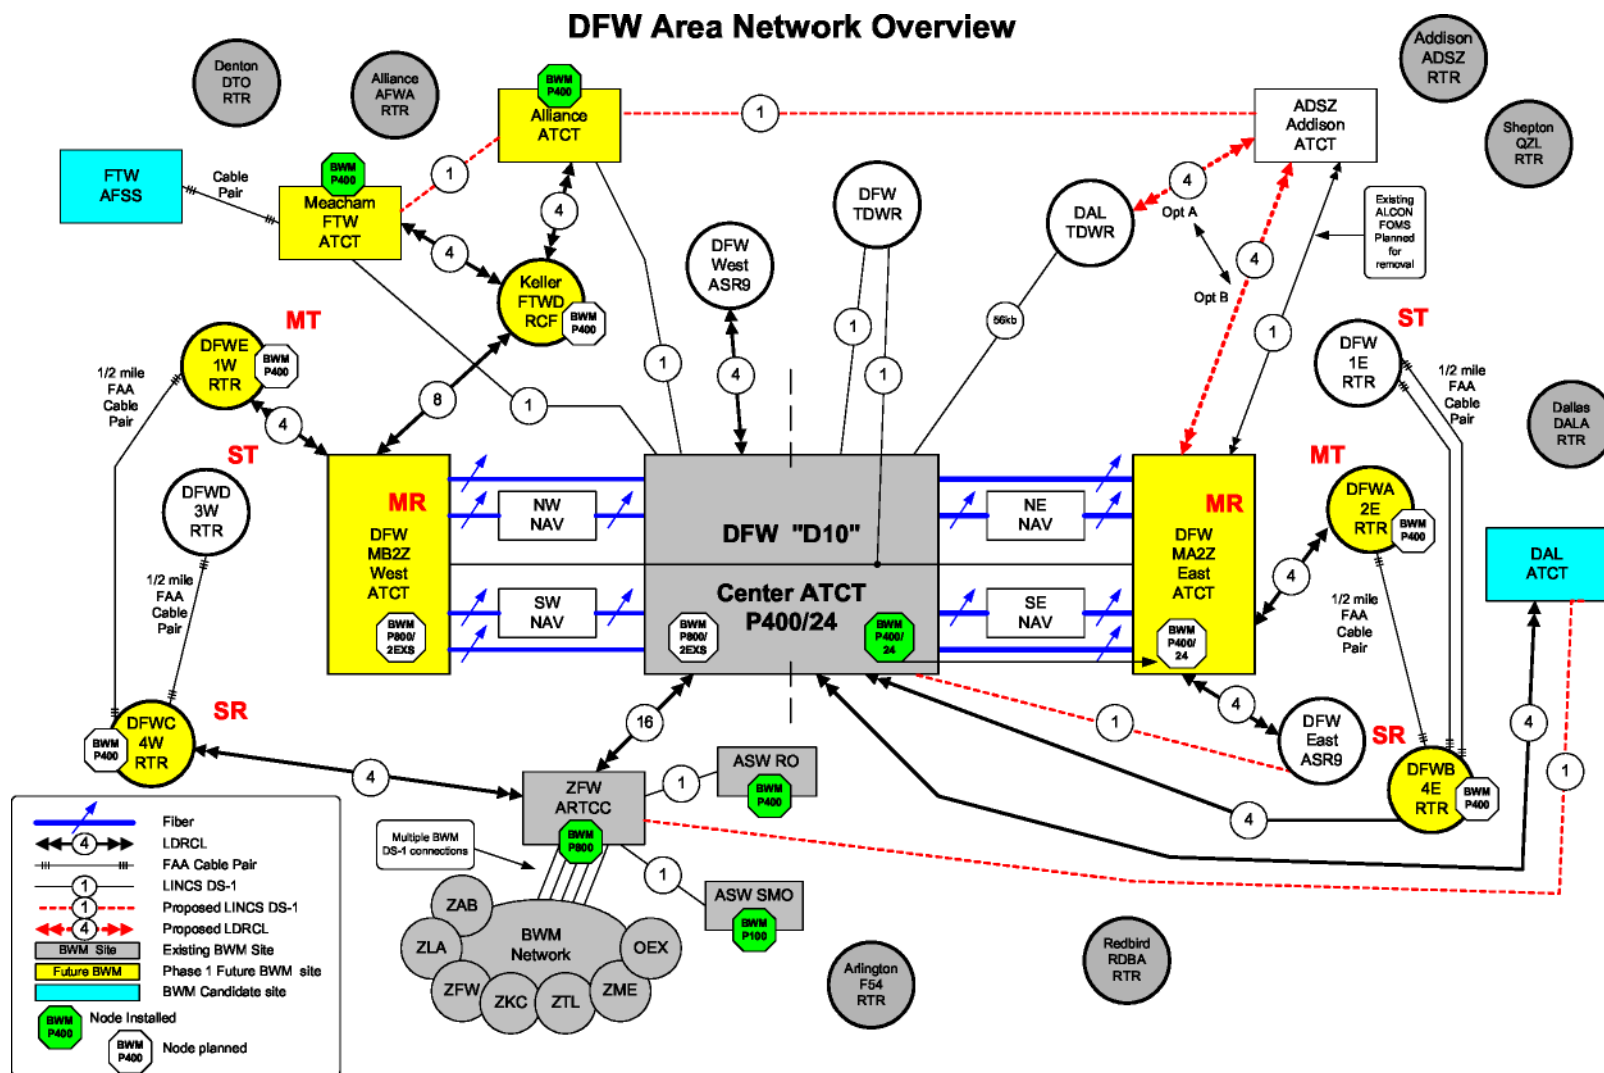 DFW Area Network Overview
Denton
DTO
RTR
Alliance
AFWA
RTR
BWM
P400
Alliance
ATCT
1
ADSZ
Addison
ATCT
Addison
ADSZ
RTR
Shepton
QZL
RTR
FTW
AFSS
Cable
Pair
BWM
P400
Meacham
FTW
ATCT
1
4
4
Keller
FTWD
RCF
BWM
P400
DFW
West
ASR9
DFW
TDWR
DAL
TDWR
4
Opt A
4
Opt B
Existing
ALCON
FOMS
Planned
for
removal
MT
DFWE
1W
RTR
BWM
P400
1/2 mile
FAA
Cable
Pair
4
8
1
1
4
1
1
56kb
1
ST
DFW
1E
RTR
1/2 mile
FAA
Cable
Pair
Dallas
DALA
RTR
ST
DFWD
3W
RTR
1/2 mile
FAA
Cable
Pair
MR
DFW
MB2Z
West
ATCT
BWM
P800/
2EXS
NW
NAV
SW
NAV
DFW "D10"
Center ATCT
P400/24
BWM
P800/
2EXS
BWM
P400/
24
NE
NAV
SE
NAV
MR
DFW
MA2Z
East
ATCT
BWM
P400/
24
MT
DFWA
2E
RTR
BWM
P400
4
1/2 mile
FAA
Cable
Pair
DAL
ATCT
SR
DFWC
4W
RTR
BWM
P400
4
16
ZFW
ARTCC
BWM
P800
1
ASW RO
BWM
P400
1
ASW SMO
BWM
P100
Multiple BWM
DS-1 connections
4
DFW
East
ASR9
1
SR
DFWB
4E
RTR
BWM
P400
4
4
1
ZAB
ZLA
ZFW
ZKC
ZTL
ZME
OEX
BWM
Network
Arlington
F54
RTR
Redbird
RDBA
RTR
Fiber
4
LDRCL
FAA Cable Pair
1
LINCS DS-1
1
Proposed LINCS DS-1
4
Proposed LDRCL
BWM Site
Existing BWM Site
Future BWM
Phase 1 Future BWM site
BWM Candidate site
BWM
P400
Node Installed
BWM
P400
Node planned